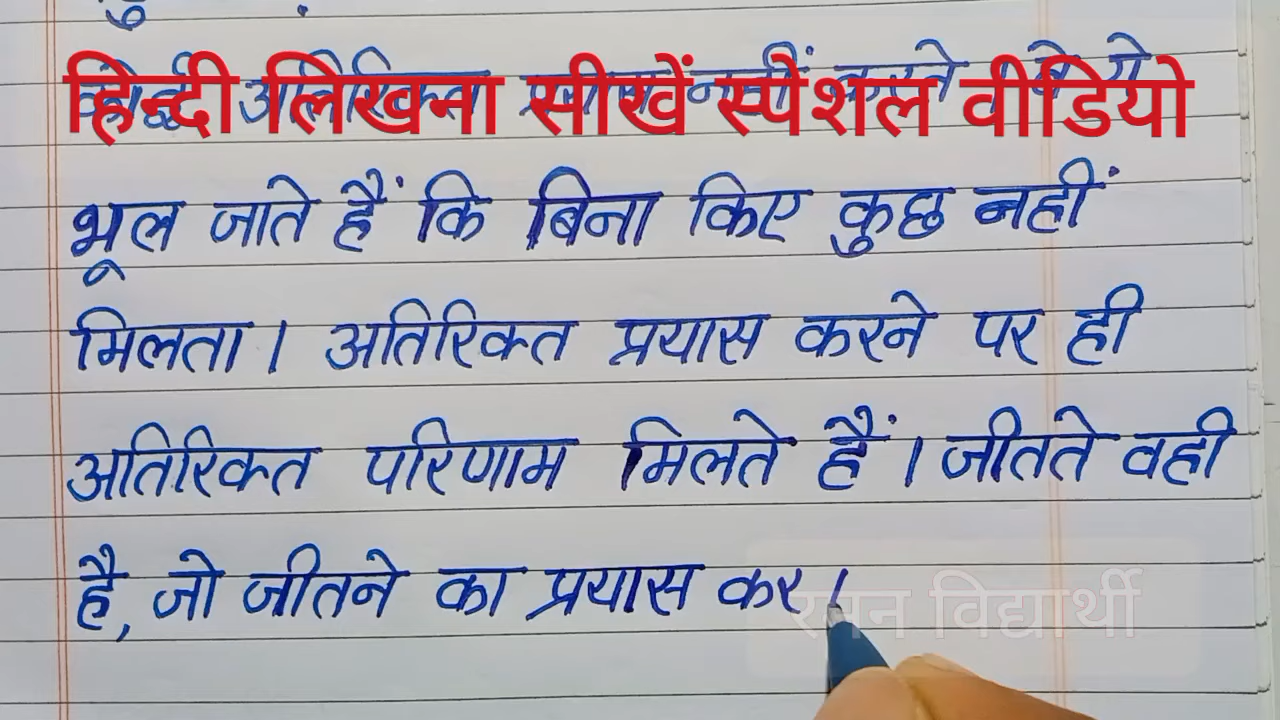 हिन्दी लिखना सीखें स्पेशल वीडियो
भूल जाते हैं कि बिना किए कुछ नहीं
मिलता। अतिरिक्त प्रयास करने पर ही
अतिरिक्त परिणाम मिलते हैं। जीतते वही
है, जो जीतने का प्रयास कर
विद्यार्थी